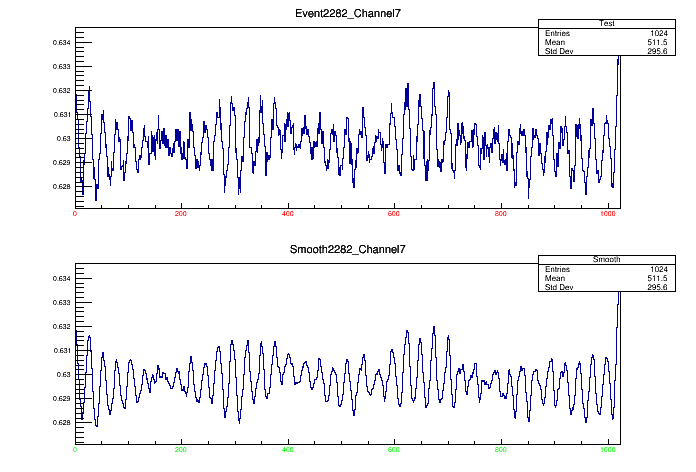 Event2282_Channel7
Test
Entries 1024
Mean 511.5
Std Dev 295.6
0.634
0.633
0.632
0.631
0.63
0.629
0.628
0 200 400 600 800 1000
Smooth2282_Channel7
Smooth
Entries 1024
Mean 511.5
Std Dev 295.6
0.634
0.633
0.632
0.631
0.63
0.629
0.628
0 200 400 600 800 1000